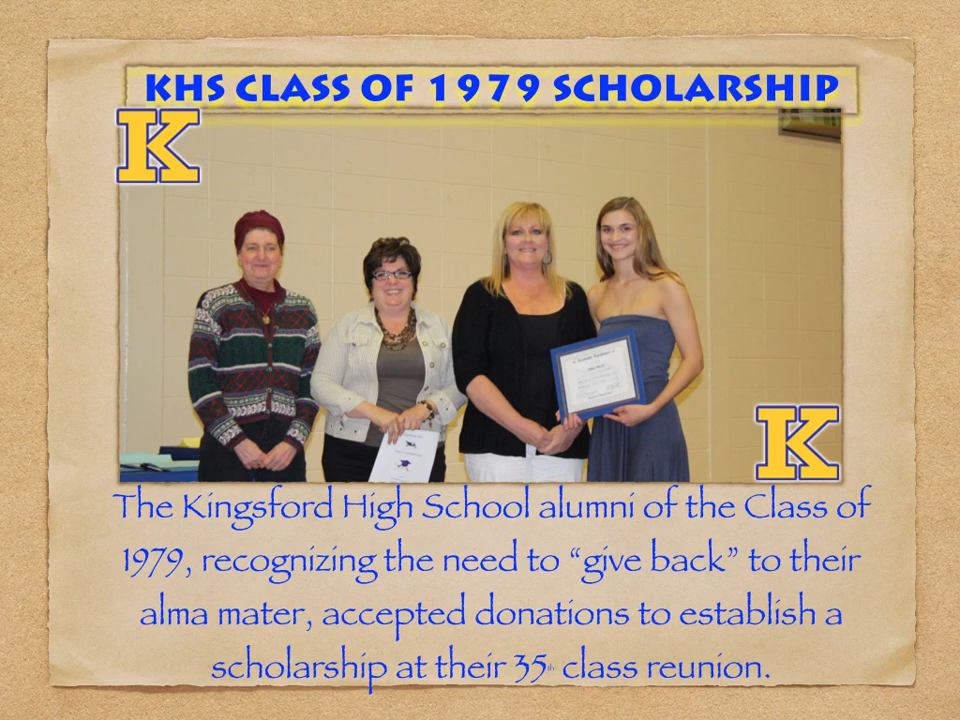 KHS CLASS OF 1979 SCHOLARSHIP
K
K
The Kingsford High School alumni of the Class of
1979, recognizing the need to “give back” to their
alma mater, accepted donations to establish a
scholarship at their 35th class reunion.